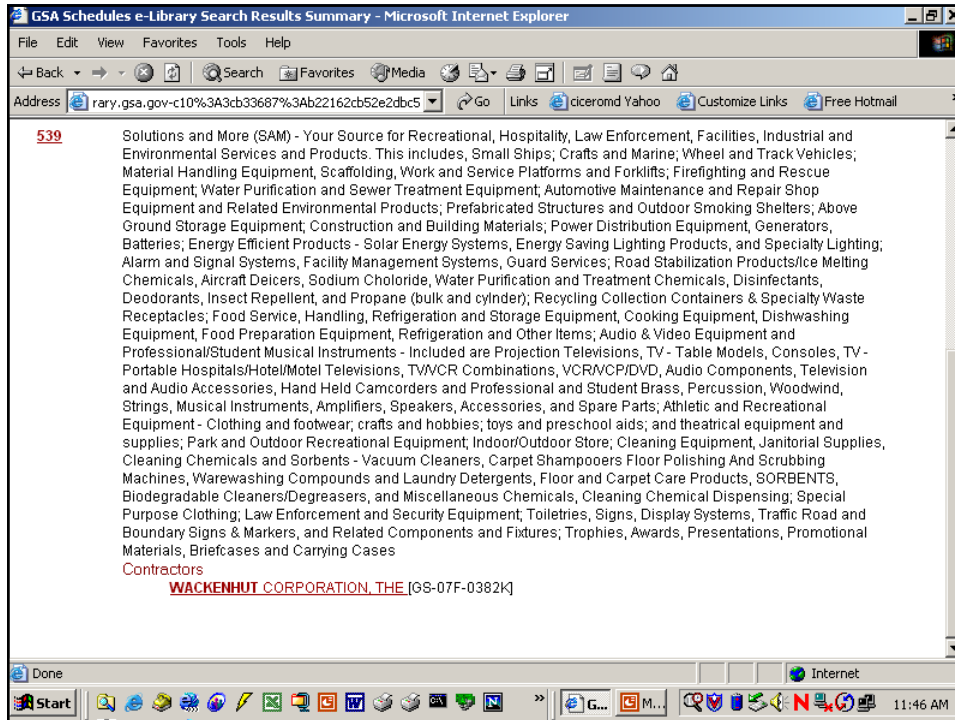 GSA Schedules e-Library Search Results Summary - Microsoft Internet Explorer
File Edit View Favorites Tools Help
Back Search Favorites Media
Address rary.gsa.gov-c10%3A3cb33687%3Ab22162cb52e2dbc5 Go Links ciceromd Yahoo Customize Links Free Hotmail
539 Solutions and More (SAM) - Your Source for Recreational, Hospitality, Law Enforcement, Facilities, Industrial and
Environmental Services and Products. This includes, Small Ships; Crafts and Marine; Wheel and Track Vehicles;
Material Handling Equipment, Scaffolding, Work and Service Platforms and Forklifts; Firefighting and Rescue
Equipment; Water Purification and Sewer Treatment Equipment; Automotive Maintenance and Repair Shop
Equipment and Related Environmental Products; Prefabricated Structures and Outdoor Smoking Shelters; Above
Ground Storage Equipment; Construction and Building Materials; Power Distribution Equipment, Generators,
Batteries; Energy Efficient Products - Solar Energy Systems, Energy Saving Lighting Products, and Specialty Lighting;
Alarm and Signal Systems, Facility Management Systems, Guard Services; Road Stabilization Products/Ice Melting
Chemicals, Aircraft Deicers, Sodium Choloride, Water Purification and Treatment Chemicals, Disinfectants,
Deodorants, Insect Repellent, and Propane (bulk and cylnder); Recycling Collection Containers & Specialty Waste
Receptacles; Food Service, Handling, Refrigeration and Storage Equipment, Cooking Equipment, Dishwashing
Equipment, Food Preparation Equipment, Refrigeration and Other Items; Audio & Video Equipment and
Professional/Student Musical Instruments - Included are Projection Televisions, TV - Table Models, Consoles, TV -
Portable Hospitals/Hotel/Motel Televisions, TV/VCR Combinations, VCR/VCP/DVD, Audio Components, Television
and Audio Accessories, Hand Held Camcorders and Professional and Student Brass, Percussion, Woodwind,
Strings, Musical Instruments, Amplifiers, Speakers, Accessories, and Spare Parts; Athletic and Recreational
Equipment - Clothing and footwear; crafts and hobbies; toys and preschool aids; and theatrical equipment and
supplies; Park and Outdoor Recreational Equipment; Indoor/Outdoor Store; Cleaning Equipment, Janitorial Supplies,
Cleaning Chemicals and Sorbents - Vacuum Cleaners, Carpet Shampooers Floor Polishing And Scrubbing
Machines, Warewashing Compounds and Laundry Detergents, Floor and Carpet Care Products, SORBENTS,
Biodegradable Cleaners/Degreasers, and Miscellaneous Chemicals, Cleaning Chemical Dispensing; Special
Purpose Clothing; Law Enforcement and Security Equipment; Toiletries, Signs, Display Systems, Traffic Road and
Boundary Signs & Markers, and Related Components and Fixtures; Trophies, Awards, Presentations, Promotional
Materials, Briefcases and Carrying Cases
Contractors
WACKENHUT CORPORATION, THE [GS-07F-0382K]
Done Internet
Start » G... M... 11:46 AM